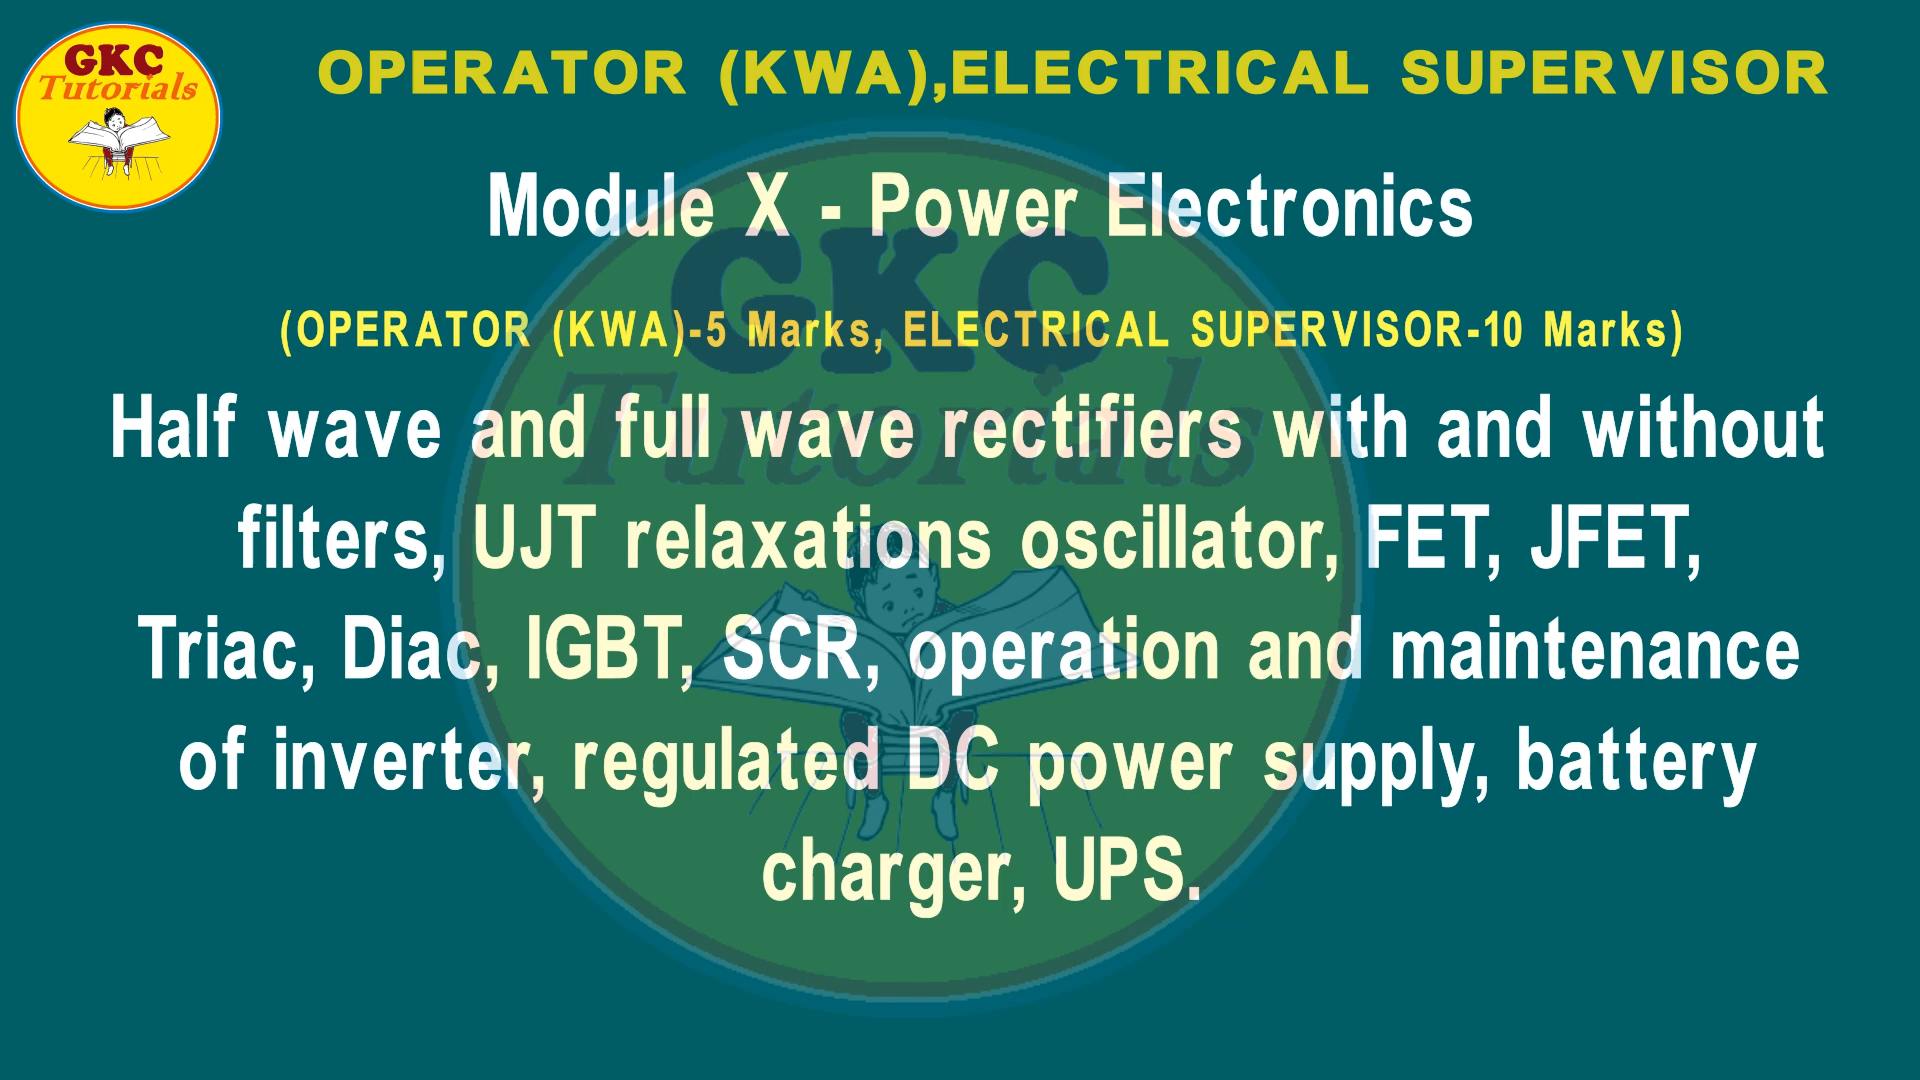 GKC
Tutorials
OPERATOR (KWA),ELECTRICAL SUPERVISOR
Module X - Power Electronics
(OPERATOR (KWA)-5 Marks, ELECTRICAL SUPERVISOR-10 Marks)
Half wave and full wave rectifiers with and without
filters, UJT relaxations oscillator, FET, JFET,
Triac, Diac, IGBT, SCR, operation and maintenance
of inverter, regulated DC power supply, battery
charger, UPS.
GKC
Tutorials